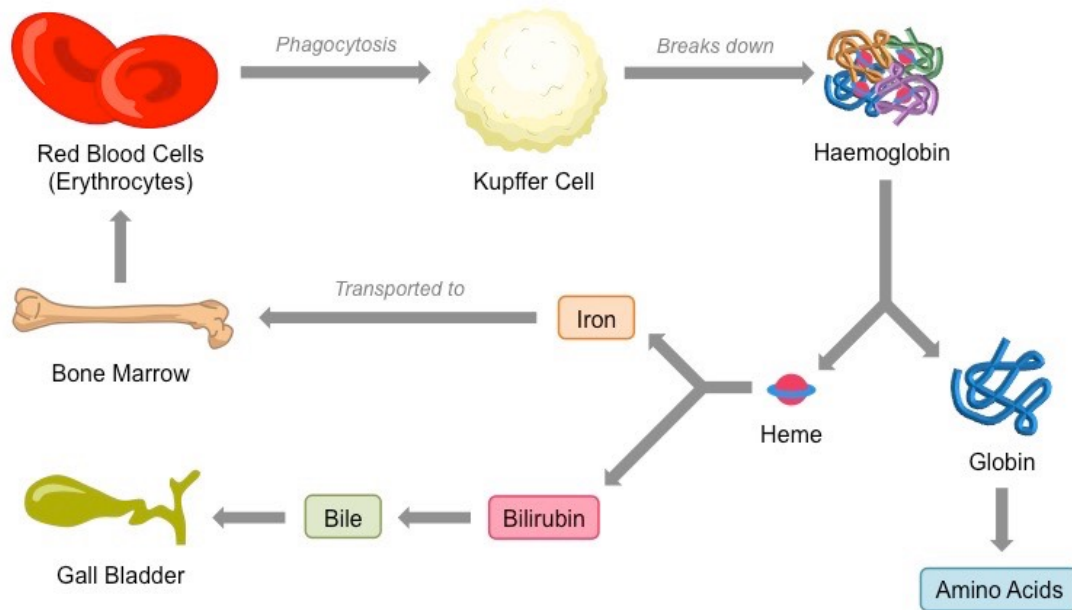 Phagocytosis
Breaks down
Red Blood Cells
(Erythrocytes)
Kupffer Cell
Haemoglobin
Transported to
Iron
Bone Marrow
Heme
Globin
Bile
Bilirubin
Gall Bladder
Amino Acids